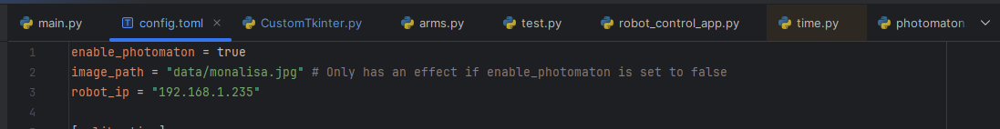 main.py config.toml CustomTkinter.py arms.py test.py robot_control_app.py time.py photomaton
1 enable_photomaton = true
2 image_path = "data/monalisa.jpg" # Only has an effect if enable_photomaton is set to false
3 robot_ip = "192.168.1.235"
4